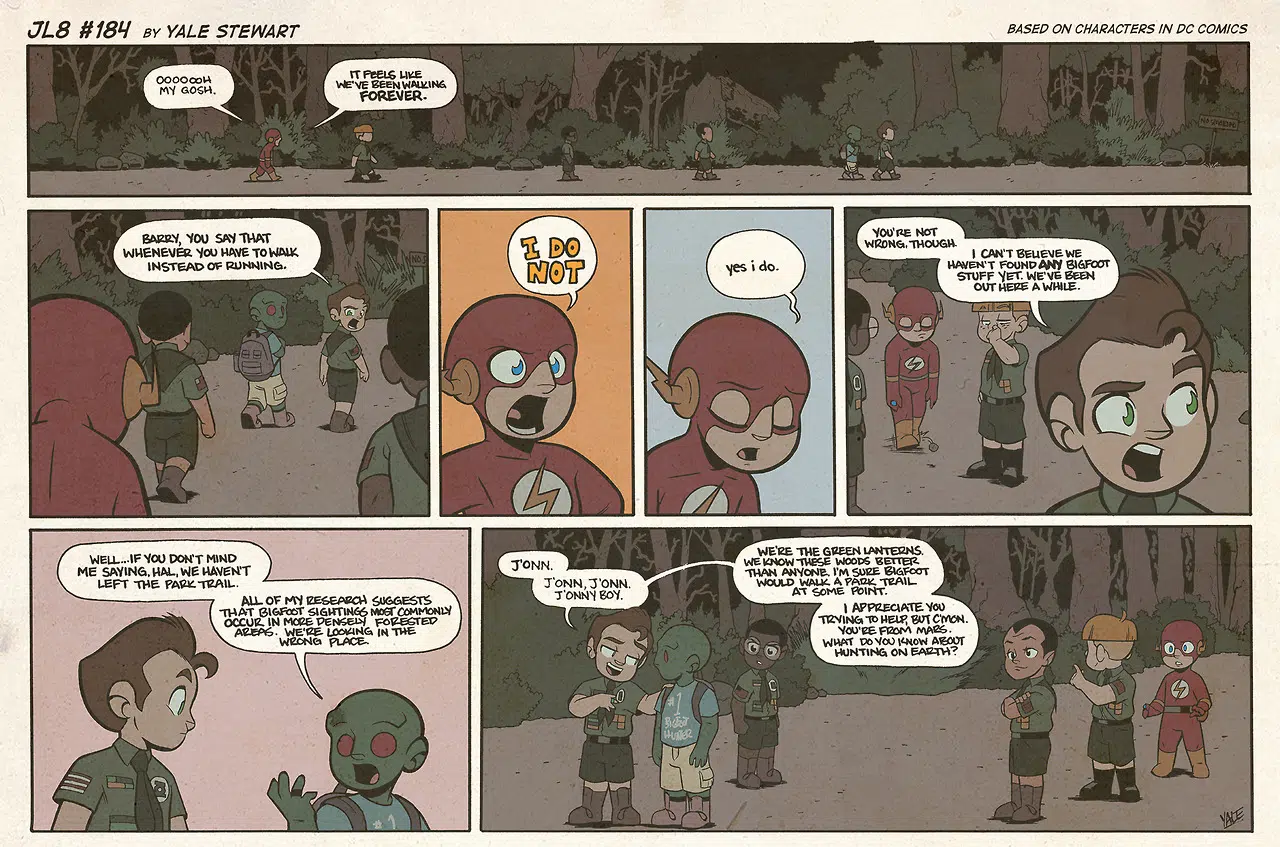 JL8 #184 BY YALE STEWART
BASED ON CHARACTERS IN DC COMICS
OOOOOOH
MY GOSH.
IT FEELS LIKE
WE'VE BEEN WALKING
FOREVER.
BARRY, YOU SAY THAT
WHENEVER YOU HAVE TO WALK
INSTEAD OF RUNNING.
I DO
NOT
yes i do.
YOU'RE NOT
WRONG, THOUGH.
I CAN'T BELIEVE WE
HAVEN'T FOUND ANY BIGFOOT
STUFF YET. WE'VE BEEN
OUT HERE A WHILE.
WELL...IF YOU DON'T MIND
ME SAYING, HAL, WE HAVEN'T
LEFT THE PARK TRAIL.
ALL OF MY RESEARCH SUGGESTS
THAT BIGFOOT SIGHTINGS MOST COMMONLY
OCCUR IN MORE DENSELY FORESTED
AREAS. WE'RE LOOKING IN THE
WRONG PLACE.
#1
J'ONN.
J'ONN, J'ONN.
J'ONNY BOY.
WE'RE THE GREEN LANTERNS.
WE KNOW THESE WOODS BETTER
THAN ANYONE. I'M SURE BIGFOOT
WOULD WALK A PARK TRAIL
AT SOME POINT.
I APPRECIATE YOU
TRYING TO HELP, BUT C'MON.
YOU'RE FROM MARS.
WHAT DO YOU KNOW ABOUT
HUNTING ON EARTH?
#1
BIGFOOT
HUNTER
YALE